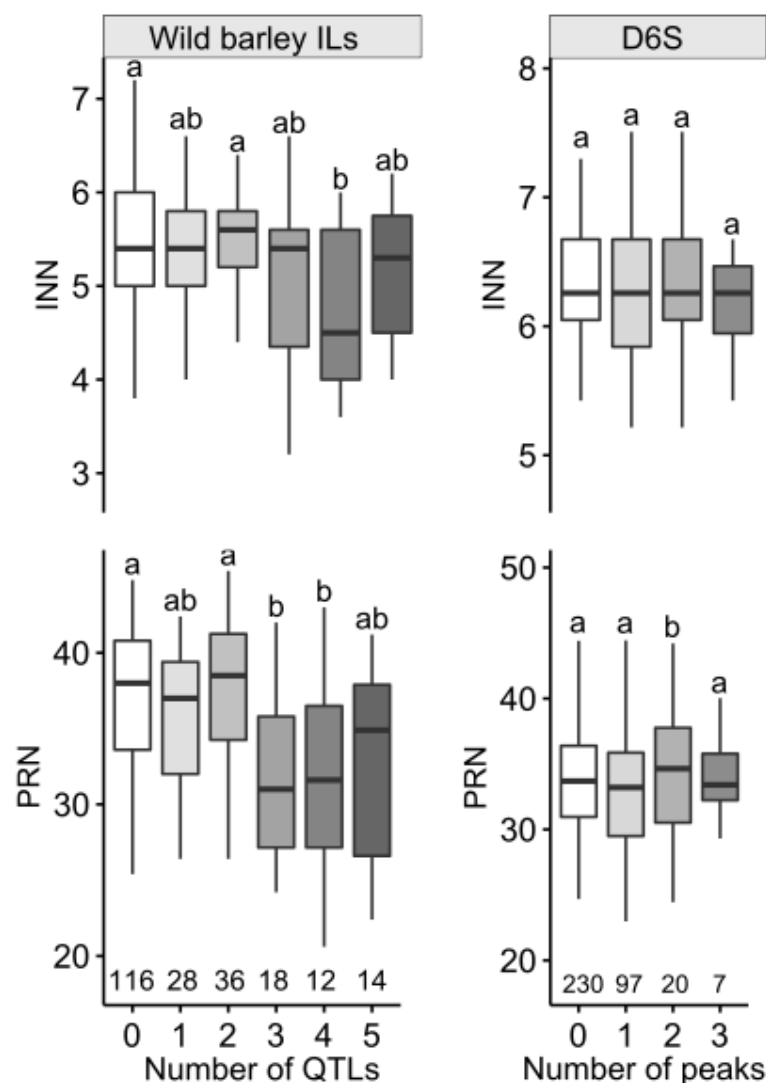 Wild barley ILs
D6S
INN
7
6
5
4
3
a
ab
a
ab
b
ab
INN
8
7
6
5
a
a
a
a
PRN
40
30
20
a
ab
a
b
b
ab
116 28 36 18 12 14
0 1 2 3 4 5
Number of QTLs
PRN
50
40
30
20
a
a
b
a
230 97 20 7
0 1 2 3
Number of peaks